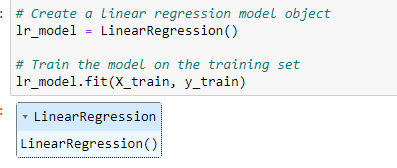 :
# Create a linear regression model object
lr_model = LinearRegression()
# Train the model on the training set
lr_model.fit(X_train, y_train)
:
▾ LinearRegression
LinearRegression()